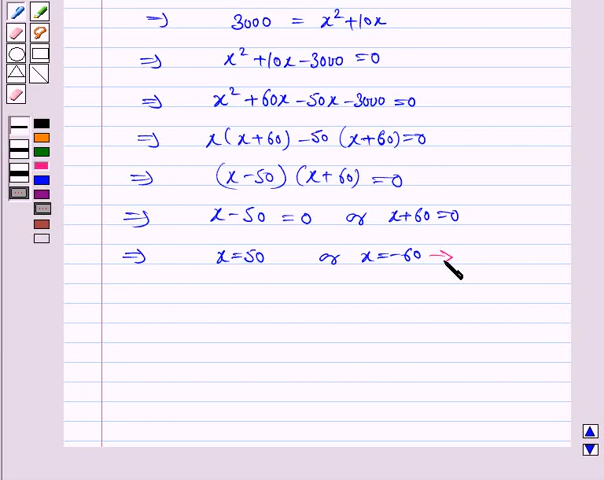 ⇒ 3000 = x² + 10x
⇒ x² + 10x - 3000 = 0
⇒ x² + 60x - 50x - 3000 = 0
⇒ x(x+60) - 50(x+60) = 0
⇒ (x-50)(x+60) = 0
⇒ x-50 = 0 or x+60 = 0
⇒ x = 50 or x = -60 →